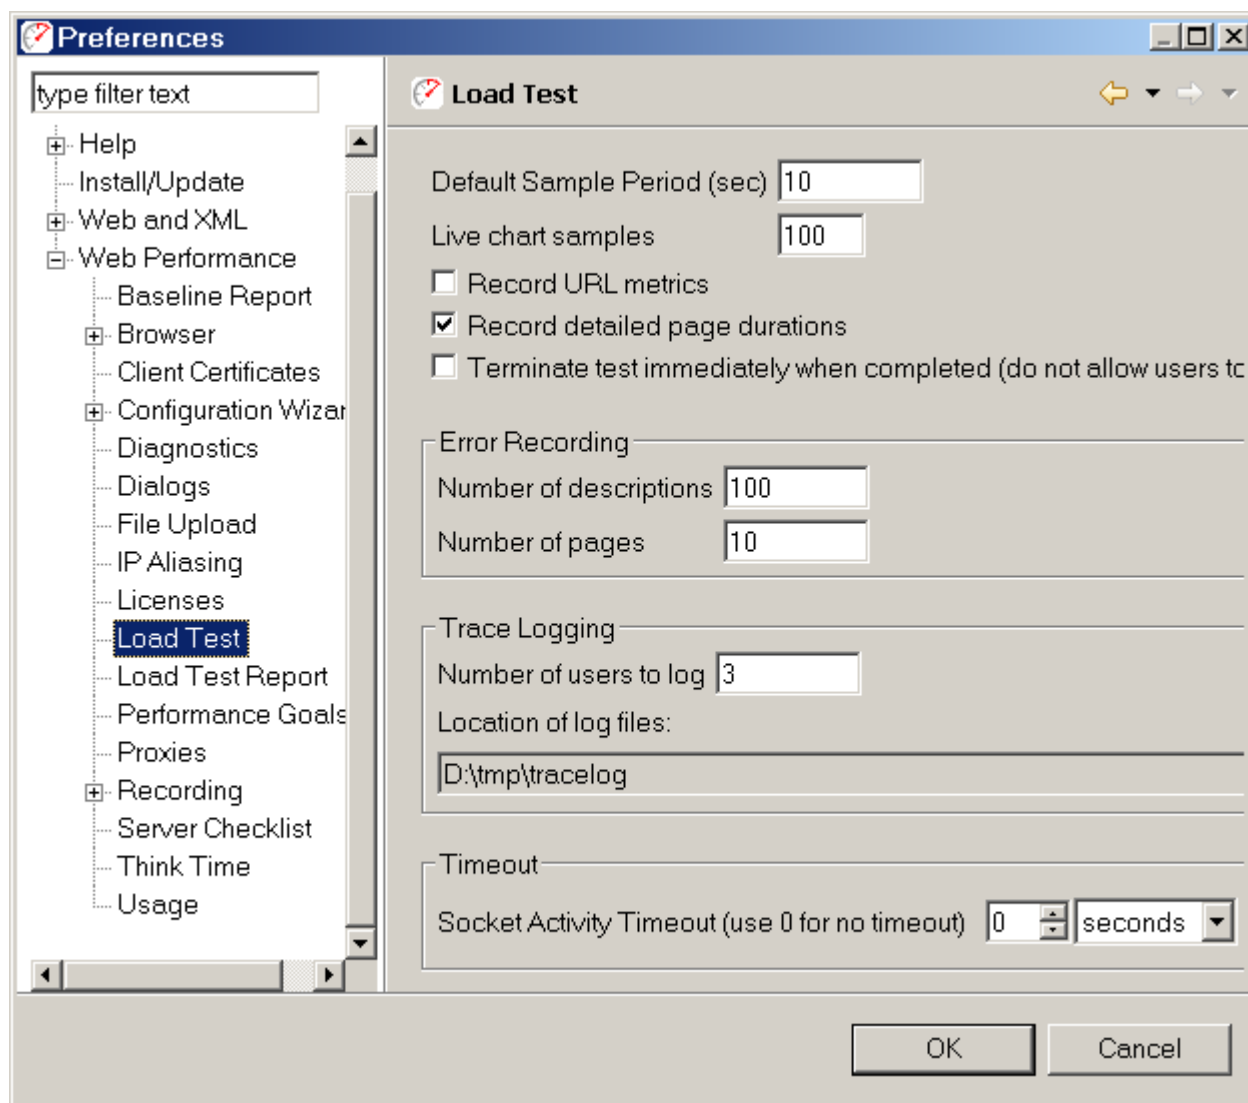 Preferences
type filter text
Help
Install/Update
Web and XML
Web Performance
Baseline Report
Browser
Client Certificates
Configuration Wizar
Diagnostics
Dialogs
File Upload
IP Aliasing
Licenses
Load Test
Load Test Report
Performance Goals
Proxies
Recording
Server Checklist
Think Time
Usage
Load Test
Default Sample Period (sec) 10
Live chart samples 100
Record URL metrics
Record detailed page durations
Terminate test immediately when completed (do not allow users to
Error Recording
Number of descriptions 100
Number of pages 10
Trace Logging
Number of users to log 3
Location of log files:
D:\tmp\tracelog
Timeout
Socket Activity Timeout (use 0 for no timeout) 0 seconds
OK Cancel